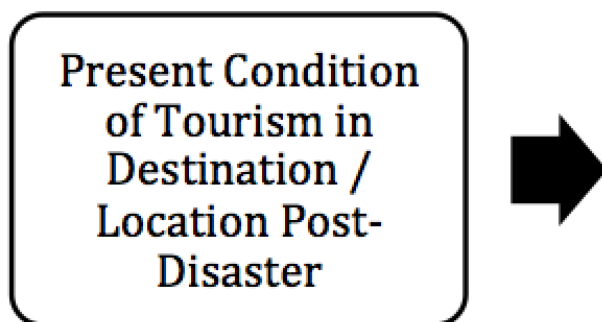 Present Condition
of Tourism in
Destination /
Location Post-
Disaster